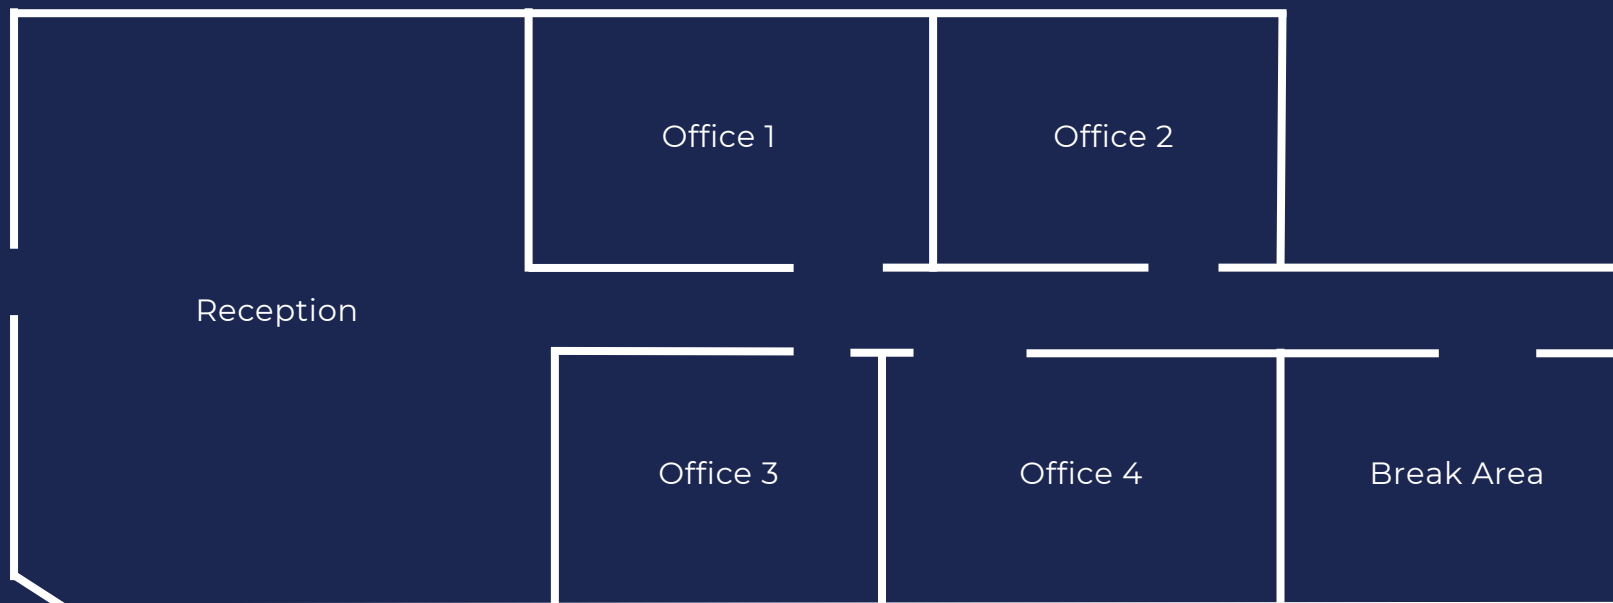 Office 1
Office 2
Reception
Office 3
Office 4
Break Area